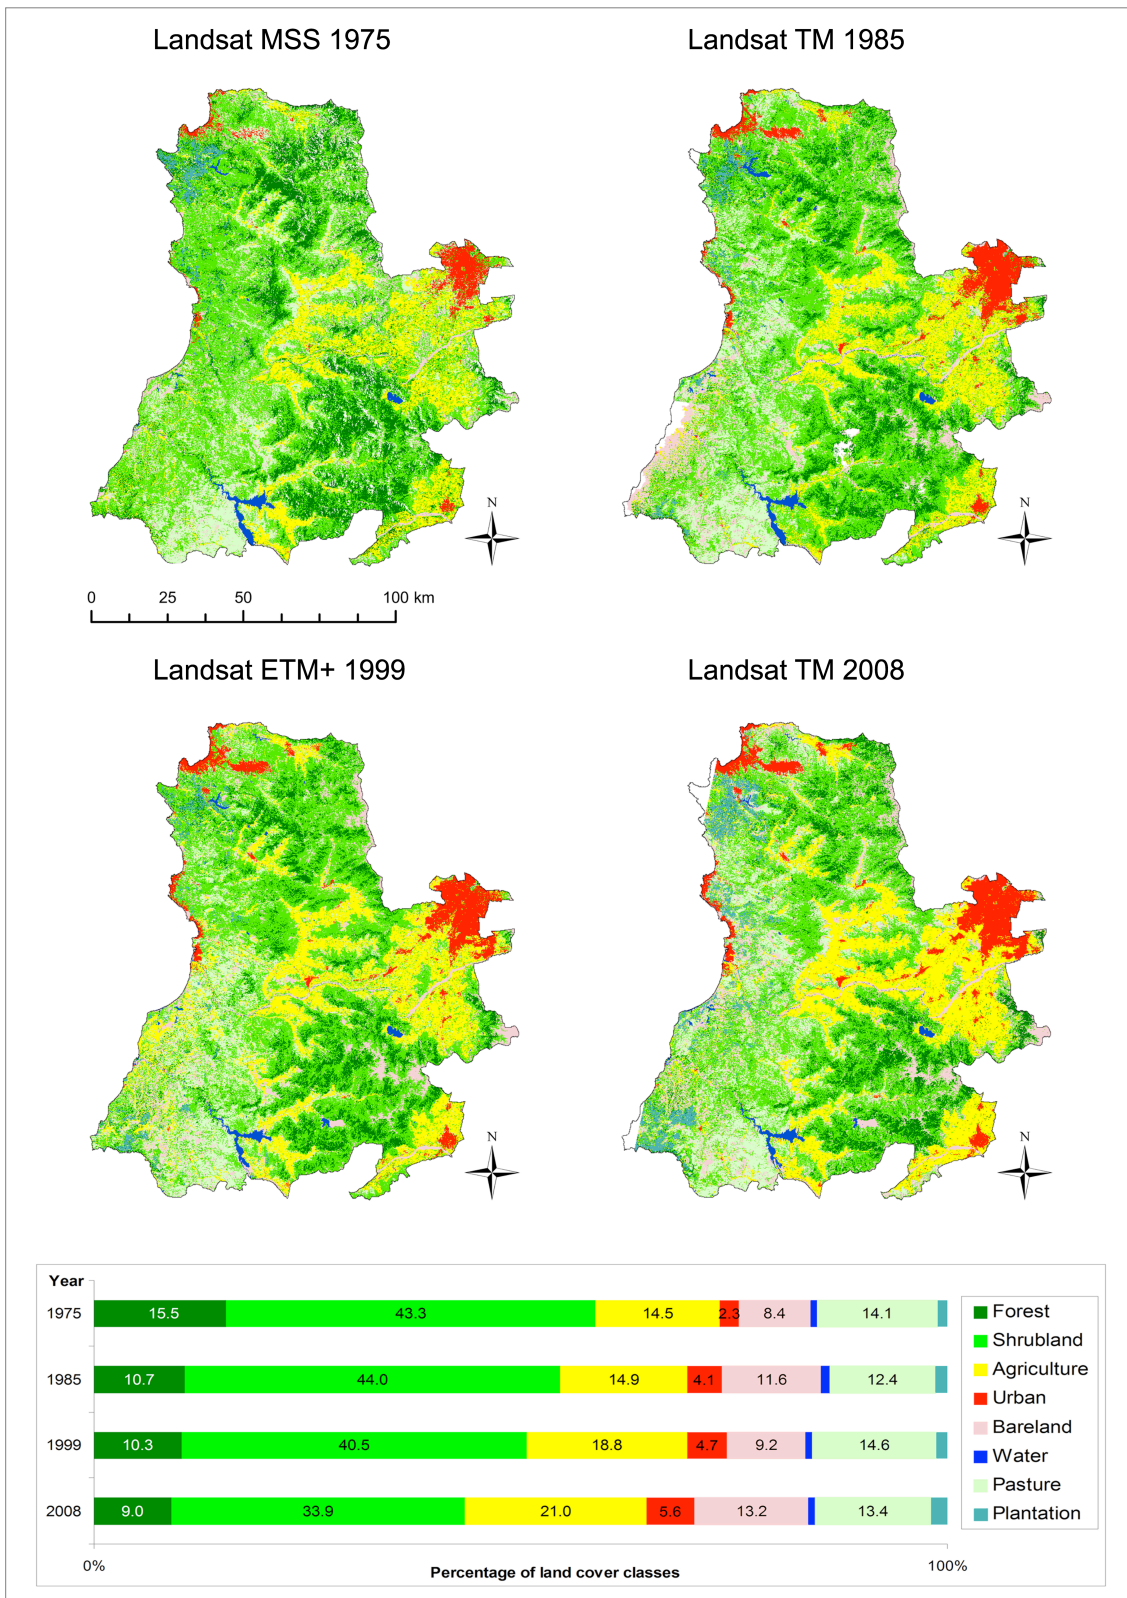 Landsat MSS 1975
Landsat TM 1985
N
N
0 25 50 100 km
Landsat ETM+ 1999
Landsat TM 2008
N
N
Year
1975 15.5 43.3 14.5 2.3 8.4 14.1
1985 10.7 44.0 14.9 4.1 11.6 12.4
1999 10.3 40.5 18.8 4.7 9.2 14.6
2008 9.0 33.9 21.0 5.6 13.2 13.4
0% 100%
Percentage of land cover classes
Forest
Shrubland
Agriculture
Urban
Bareland
Water
Pasture
Plantation